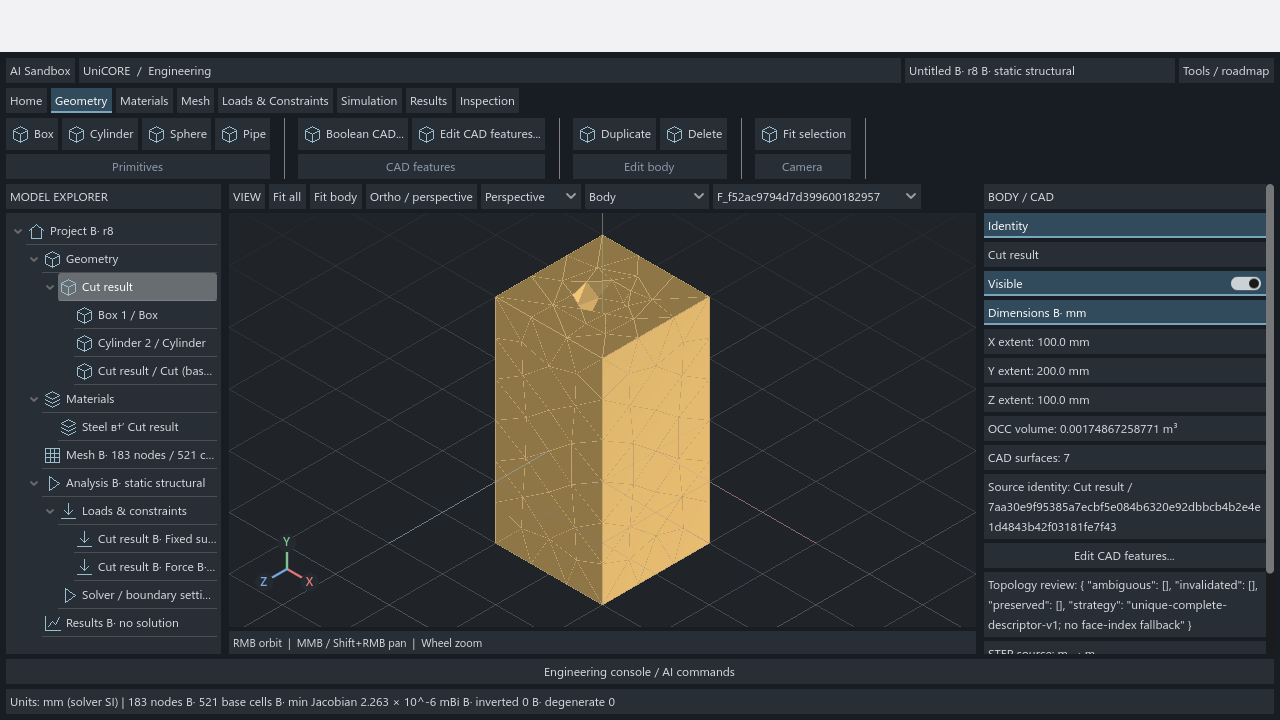 AI Sandbox
UniCORE / Engineering
Untitled В· r8 В· static structural
Tools / roadmap
Home
Geometry
Materials
Mesh
Loads & Constraints
Simulation
Results
Inspection
Box
Cylinder
Sphere
Pipe
Boolean CAD...
Edit CAD features...
Duplicate
Delete
Fit selection
Primitives
CAD features
Edit body
Camera
MODEL EXPLORER
VIEW
Fit all
Fit body
Ortho / perspective
Perspective
Body
F_f52ac9794d7d399600182957
BODY / CAD
Project В· r8
Geometry
Cut result
Box 1 / Box
Cylinder 2 / Cylinder
Cut result / Cut (bas...
Materials
Steel в†’ Cut result
Mesh В· 183 nodes / 521 c...
Analysis В· static structural
Loads & constraints
Cut result В· Fixed su...
Cut result В· Force В·...
Solver / boundary setti...
Results В· no solution
Y
Z
X
RMB orbit | MMB / Shift+RMB pan | Wheel zoom
Identity
Cut result
Visible
Dimensions В· mm
X extent: 100.0 mm
Y extent: 200.0 mm
Z extent: 100.0 mm
OCC volume: 0.00174867258771 m³
CAD surfaces: 7
Source identity: Cut result /
7aa30e9f95385a7ecbf5e084b6320e92dbbcb4b2e4e
1d4843b42f03181fe7f43
Edit CAD features...
Topology review: { "ambiguous": [], "invalidated": [],
"preserved": [], "strategy": "unique-complete-
descriptor-v1; no face-index fallback" }
STEP source: m → m
Engineering console / AI commands
Units: mm (solver SI) | 183 nodes В· 521 base cells В· min Jacobian 2.263 × 10^-6 mВі В· inverted 0 В· degenerate 0